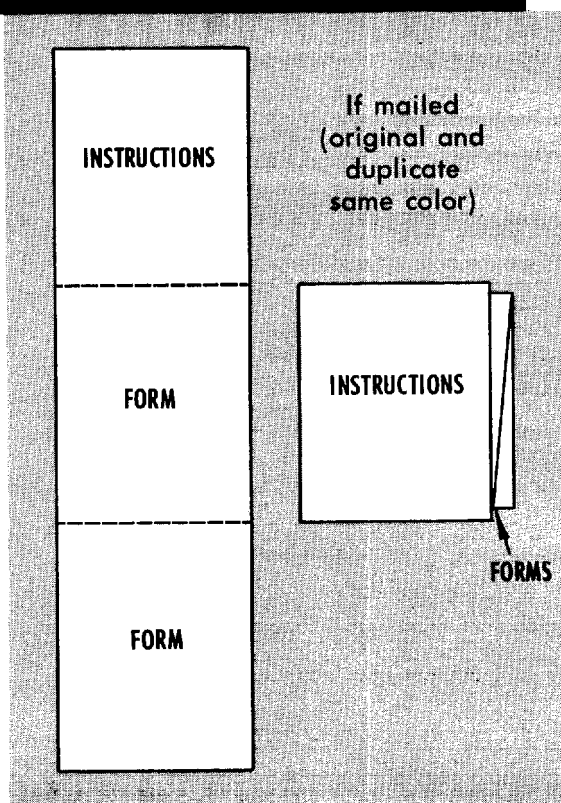 INSTRUCTIONS
FORM
FORM
If mailed
(original and
duplicate
same color)
INSTRUCTIONS
FORMS